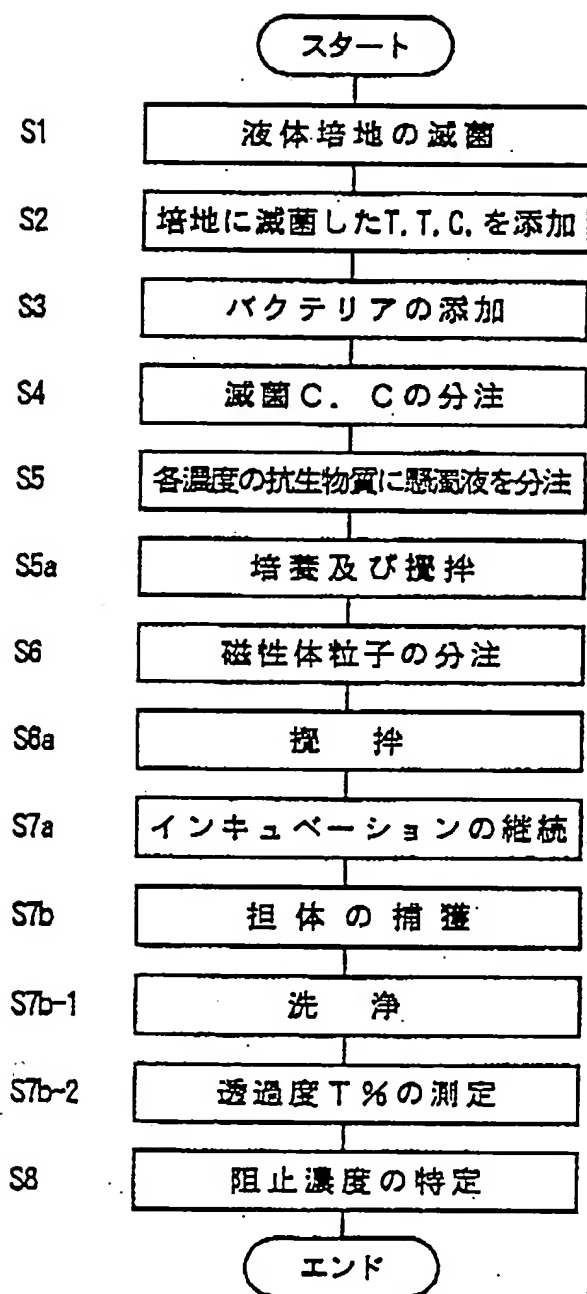 スタート
S1 液体培地の滅菌
S2 培地に滅菌したT.T.C.を添加
S3 バクテリアの添加
S4 滅菌C.Cの分注
S5 各濃度の抗生物質に懸濁液を分注
S5a 培養及び攪拌
S6 磁性体粒子の分注
S6a 攪 拌
S7a インキュベーションの継続
S7b 担体の捕獲
S7b-1 洗 浄
S7b-2 透過度T%の測定
S8 阻止濃度の特定
エンド